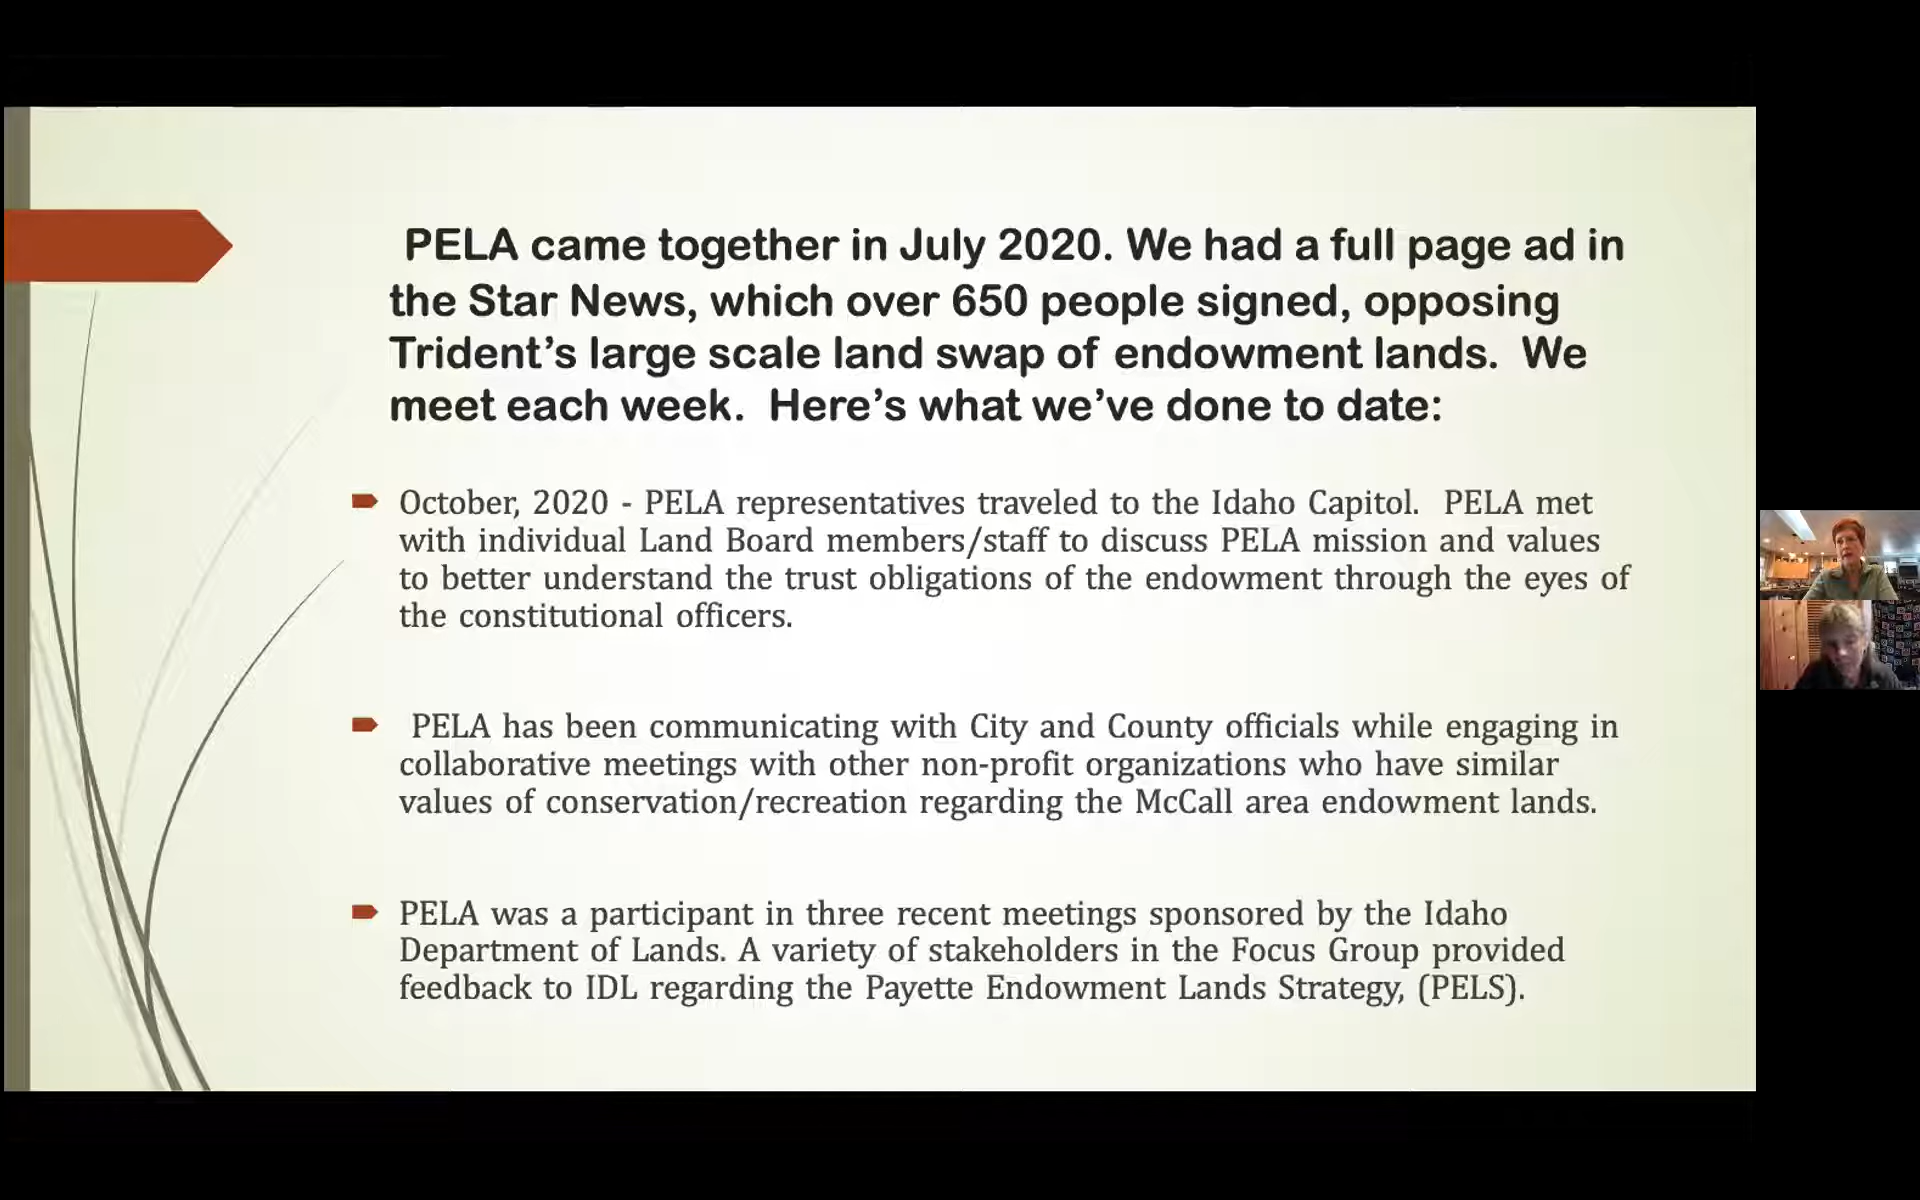 PELA came together in July 2020. We had a full page ad in
the Star News, which over 650 people signed, opposing
Trident's large scale land swap of endowment lands. We
meet each week. Here's what we've done to date:
October, 2020 - PELA representatives traveled to the Idaho Capitol. PELA met
with individual Land Board members/staff to discuss PELA mission and values
to better understand the trust obligations of the endowment through the eyes of
the constitutional officers.
PELA has been communicating with City and County officials while engaging in
collaborative meetings with other non-profit organizations who have similar
values of conservation/recreation regarding the McCall area endowment lands.
PELA was a participant in three recent meetings sponsored by the Idaho
Department of Lands. A variety of stakeholders in the Focus Group provided
feedback to IDL regarding the Payette Endowment Lands Strategy, (PELS).